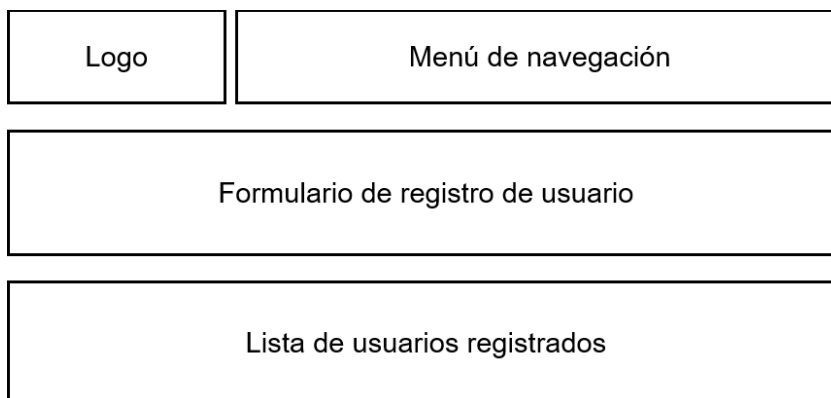 Logo
Menú de navegación
Formulario de registro de usuario
Lista de usuarios registrados